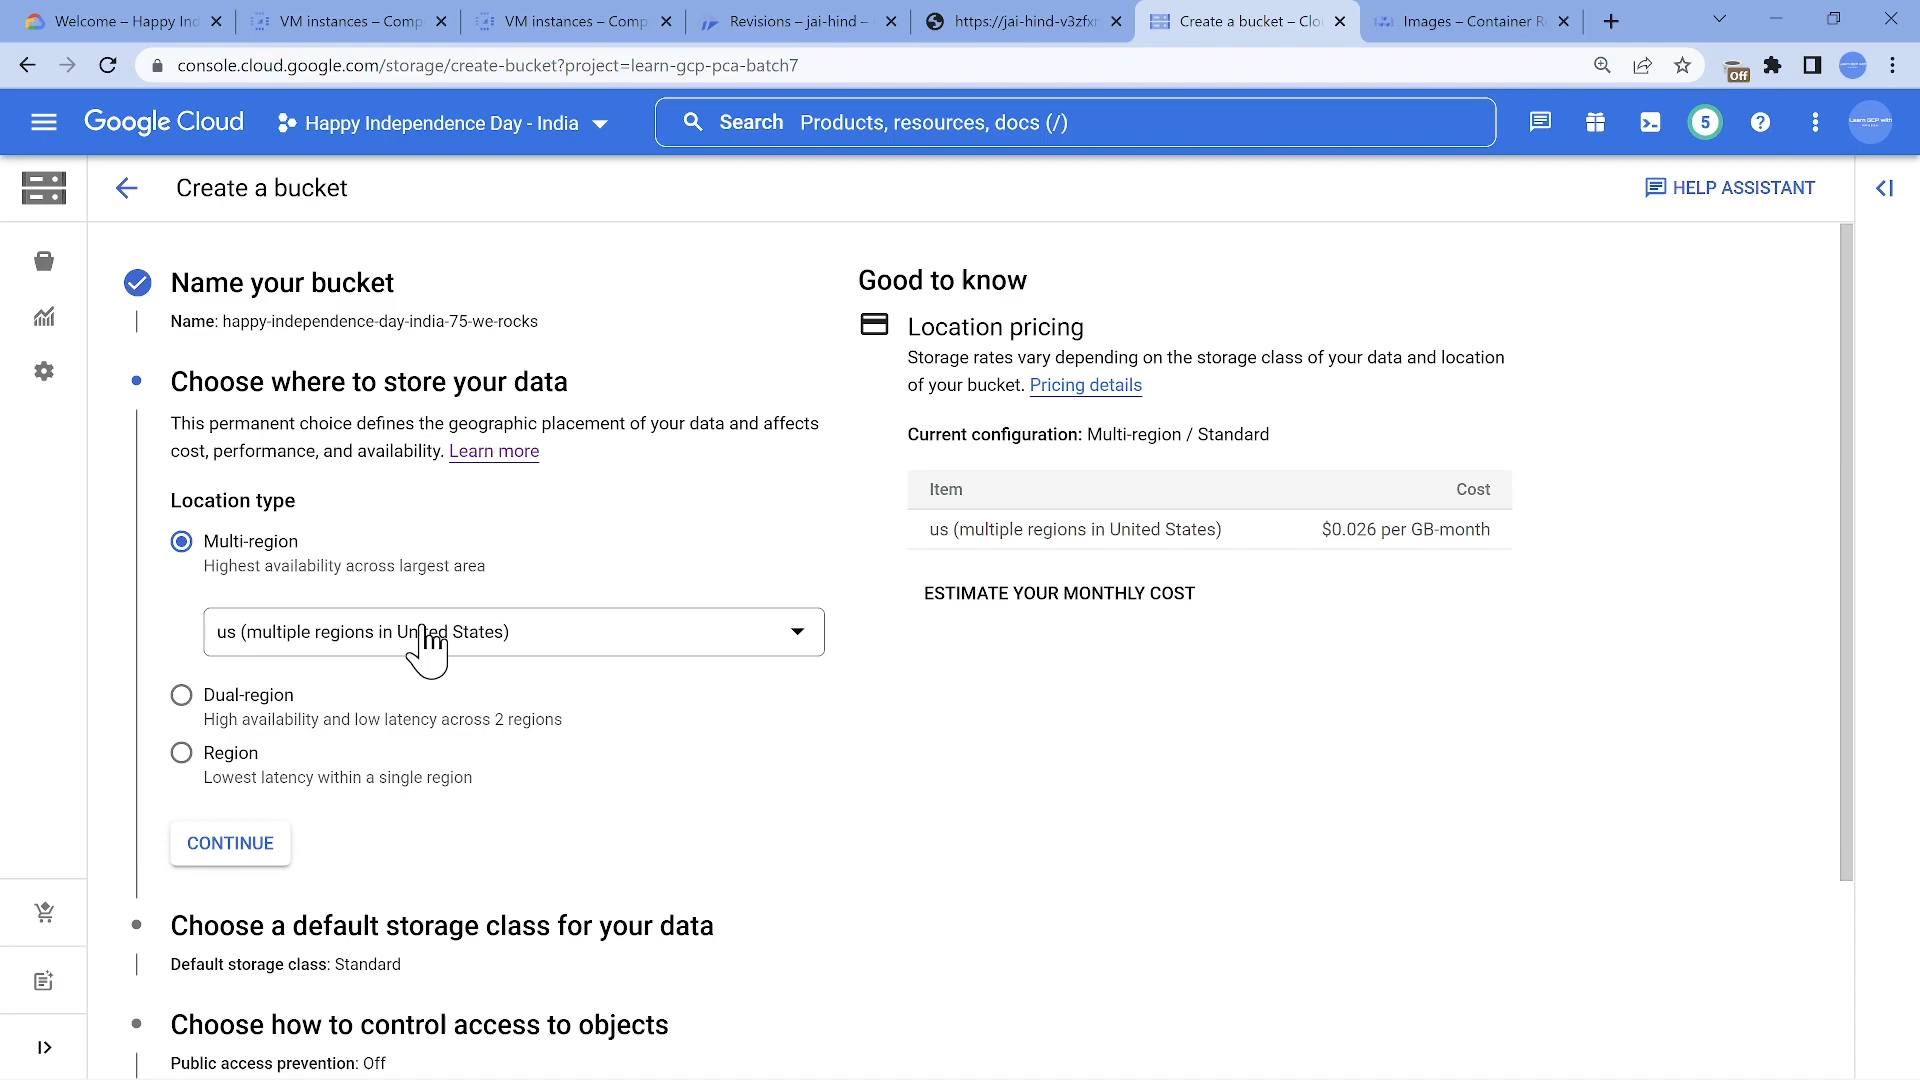 Welcome – Happy Ind
VM instances – Comp
VM instances – Comp
Revisions – jai-hind –
https://jai-hind-v3zfxn
Create a bucket – Clo
Images – Container R
console.cloud.google.com/storage/create-bucket?project=learn-gcp-pca-batch7
Off
Google Cloud
Happy Independence Day - India
Search Products, resources, docs (/)
5
Learn GCP with
Create a bucket
HELP ASSISTANT
Name your bucket
Name: happy-independence-day-india-75-we-rocks
Choose where to store your data
This permanent choice defines the geographic placement of your data and affects
cost, performance, and availability. Learn more
Location type
Multi-region
Highest availability across largest area
us (multiple regions in United States)
Dual-region
High availability and low latency across 2 regions
Region
Lowest latency within a single region
CONTINUE
Choose a default storage class for your data
Default storage class: Standard
Choose how to control access to objects
Public access prevention: Off
Good to know
Location pricing
Storage rates vary depending on the storage class of your data and location
of your bucket. Pricing details
Current configuration: Multi-region / Standard
Item Cost
us (multiple regions in United States) $0.026 per GB-month
ESTIMATE YOUR MONTHLY COST